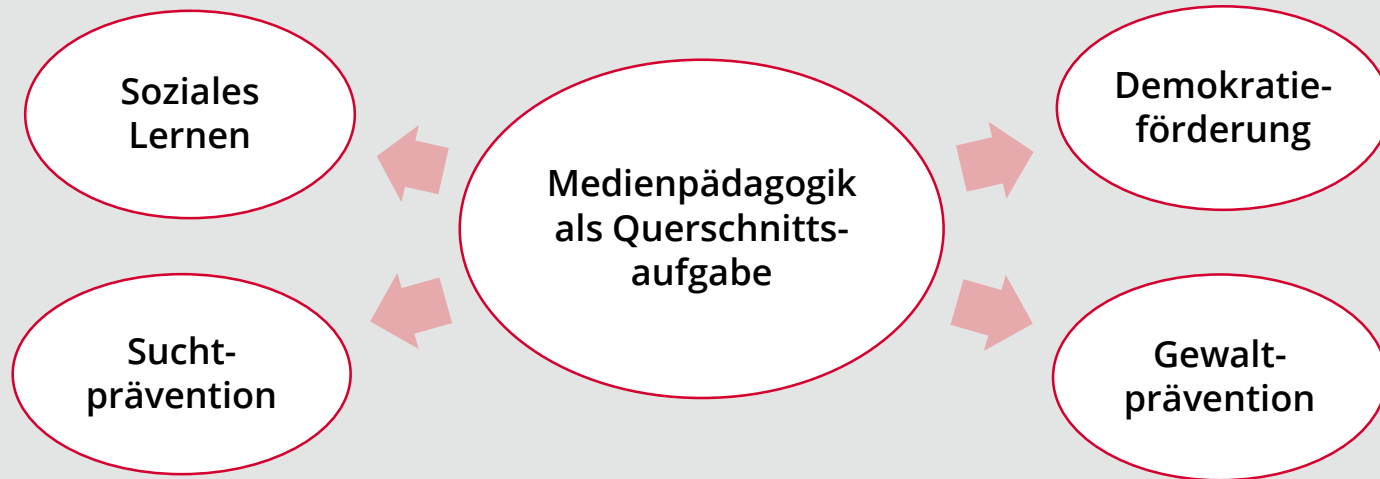 Soziales
Lernen
Demokratie-
förderung
Medienpädagogik
als Querschnitts-
aufgabe
Sucht-
prävention
Gewalt-
prävention